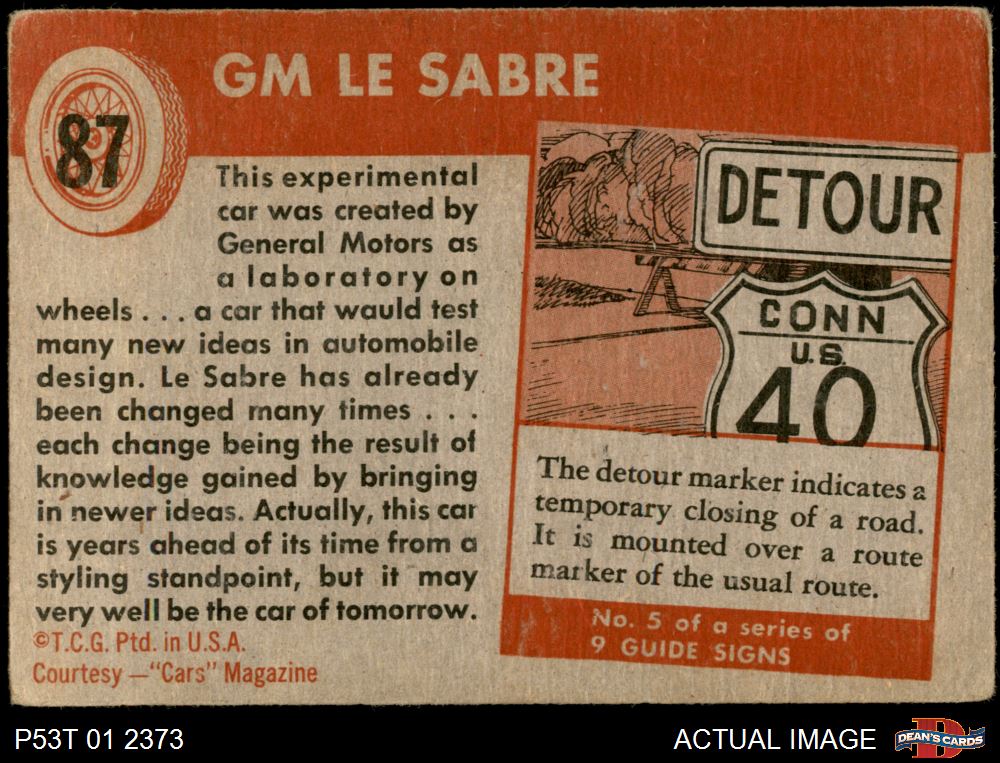 GM LE SABRE
87
This experimental
car was created by
General Motors as
a laboratory on
wheels . . . a car that wauld test
many new ideas in automobile
design. Le Sabre has already
been changed many times . . .
each change being the result of
knowledge gained by bringing
in newer ideas. Actually, this car
is years ahead of its time from a
styling standpoint, but it may
very well be the car of tomorrow.
©T.C.G. Ptd. in U.S.A.
Courtesy —"Cars" Magazine
DETOUR
CONN
U.S.
40
The detour marker indicates a
temporary closing of a road.
It is mounted over a route
marker of the usual route.
No. 5 of a series of
9 GUIDE SIGNS
P53T 01 2373
ACTUAL IMAGE
DEAN'S CARDS